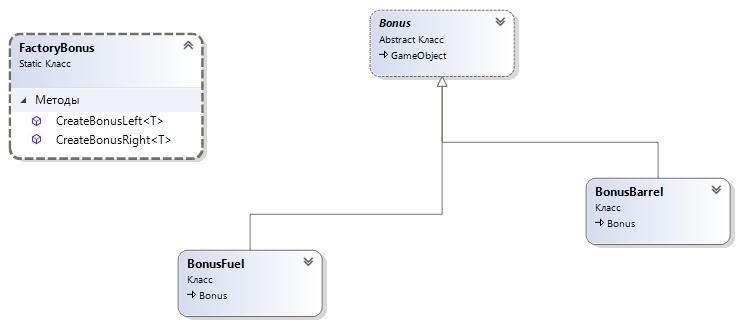 FactoryBonus
Static Класс
Методы
CreateBonusLeft<T>
CreateBonusRight<T>
Bonus
Abstract Класс
GameObject
BonusBarrel
Класс
Bonus
BonusFuel
Класс
Bonus